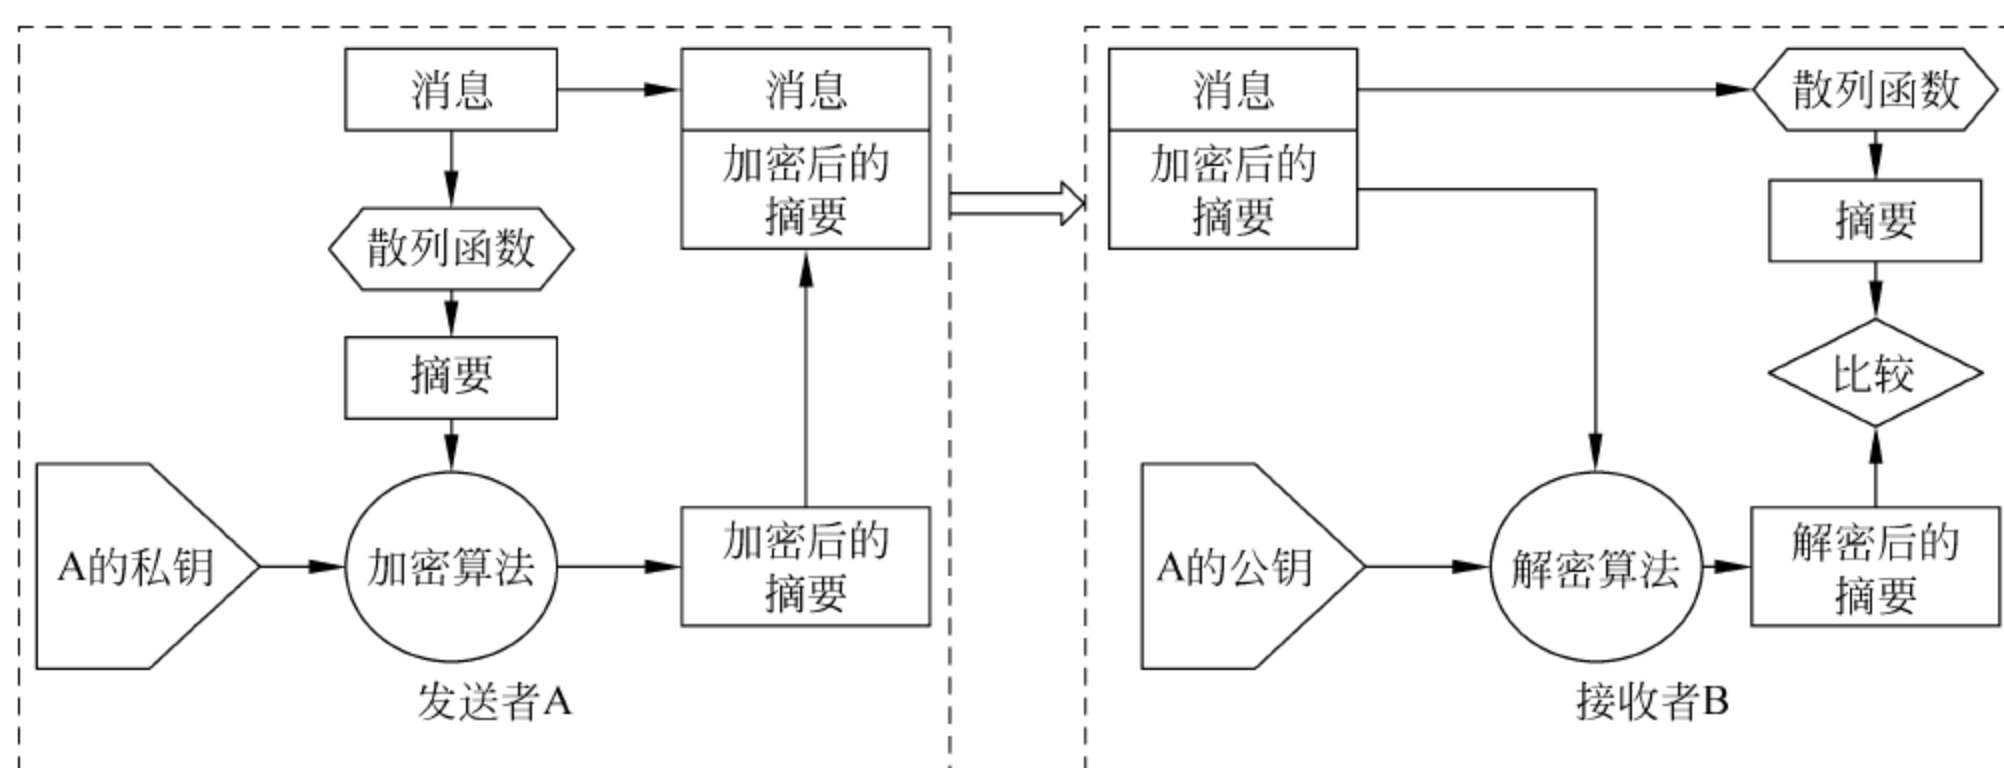 消息
散列函数
摘要
A的私钥
加密算法
加密后的
摘要
消息
加密后的
摘要
发送者A
消息
加密后的
摘要
散列函数
摘要
比较
A的公钥
解密算法
解密后的
摘要
接收者B